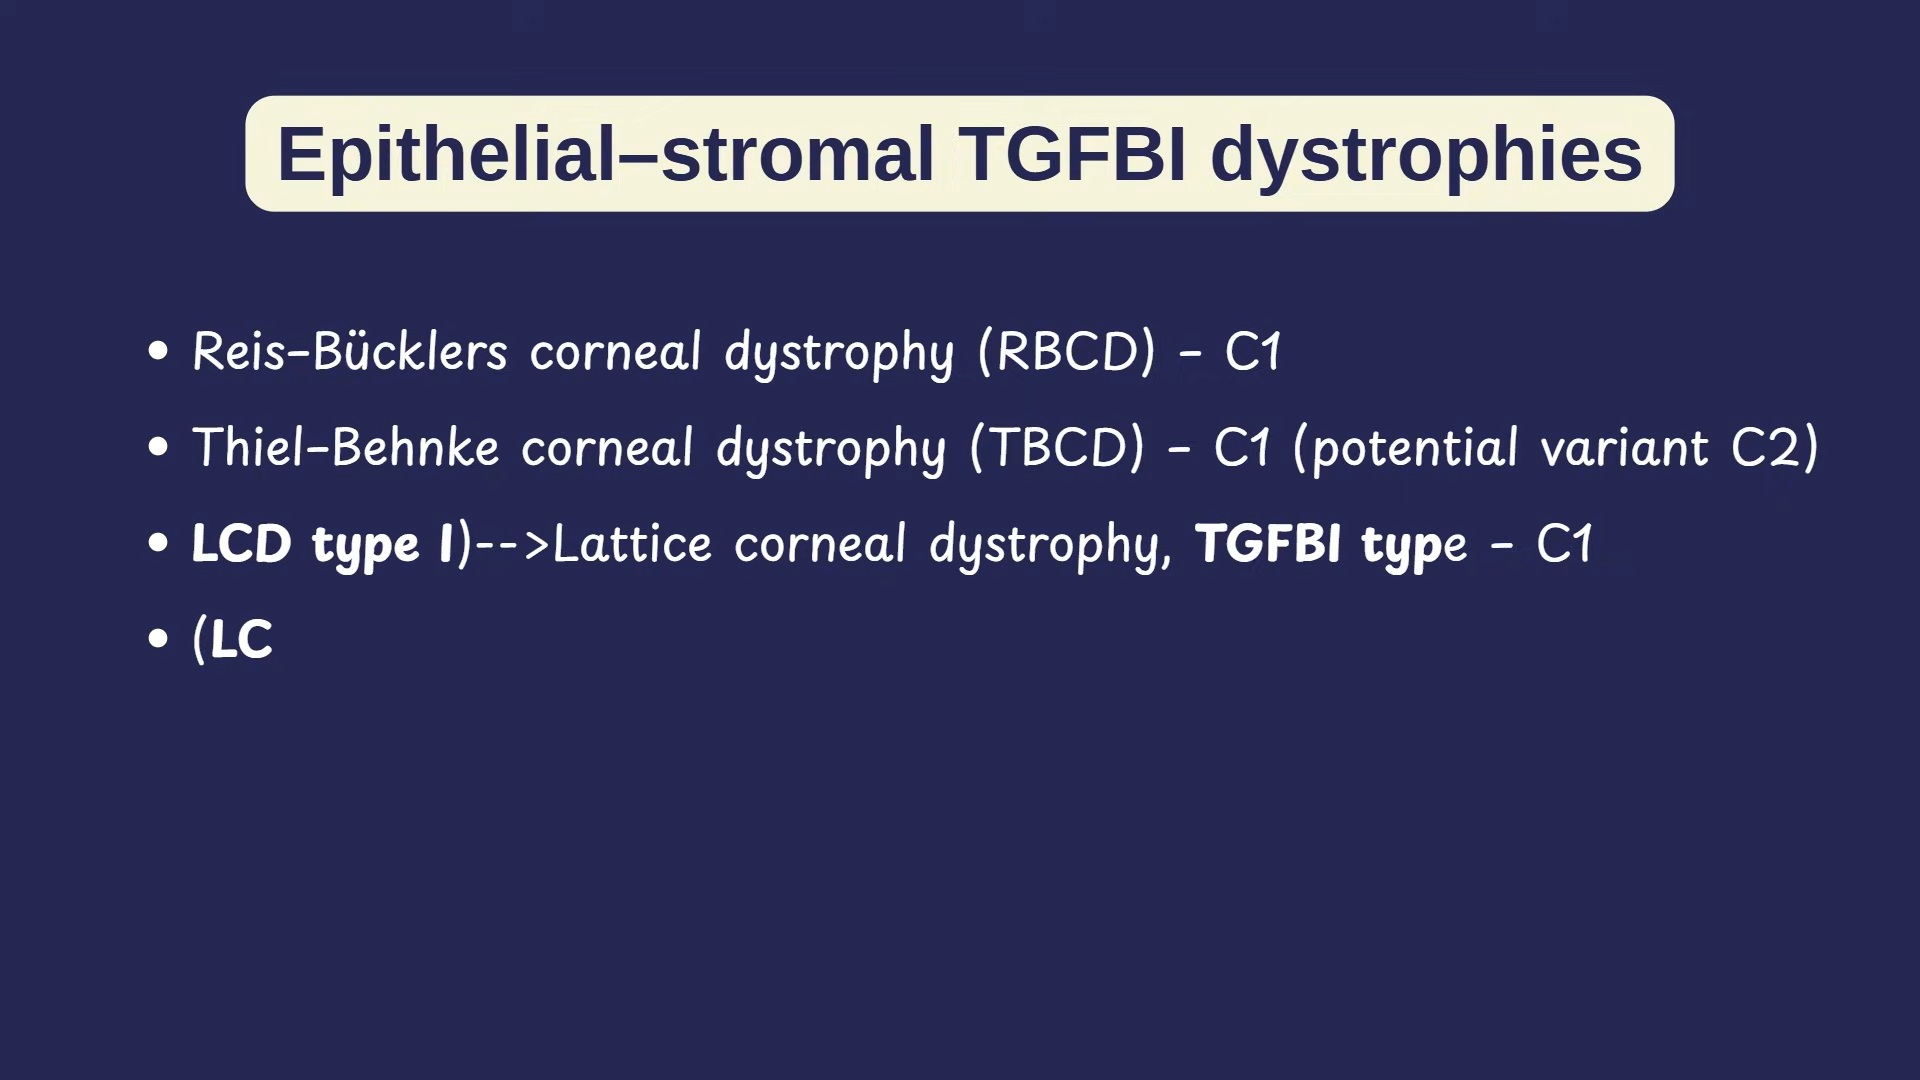 Epithelial–stromal TGFBI dystrophies
• Reis-Bücklers corneal dystrophy (RBCD) - C1
• Thiel-Behnke corneal dystrophy (TBCD) - C1 (potential variant C2)
• LCD type I)-->Lattice corneal dystrophy, TGFBI type - C1
• (LC